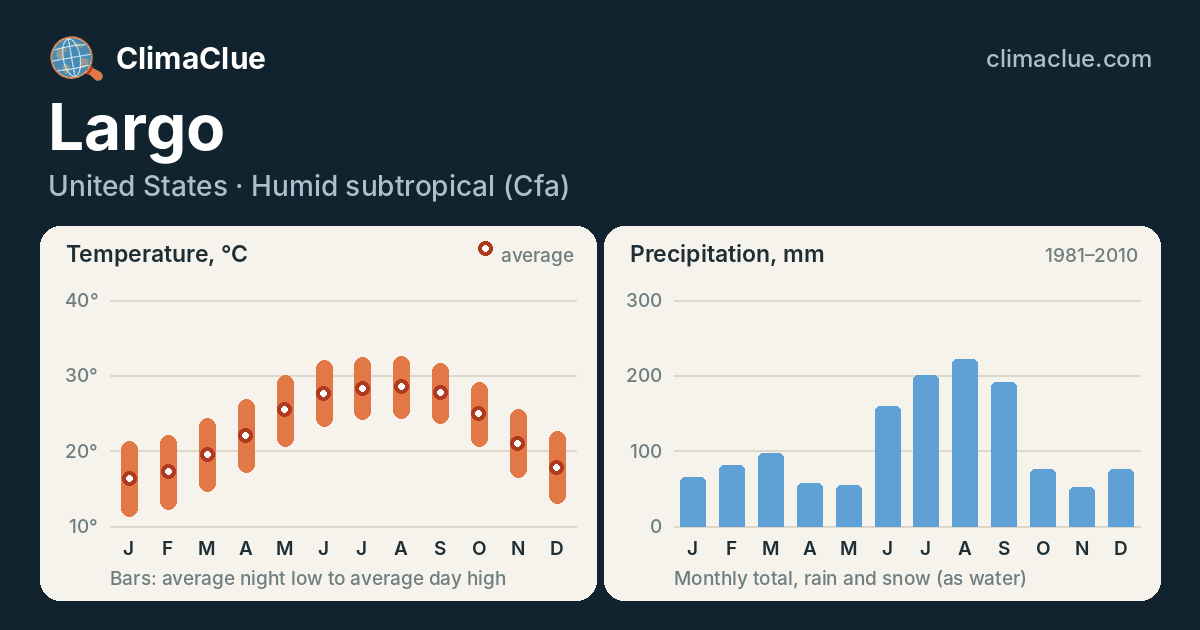 ClimaClue
climaclue.com
Largo
United States · Humid subtropical (Cfa)
Temperature, °C
average
40°
30°
20°
10°
J F M A M J J A S O N D
Bars: average night low to average day high
Precipitation, mm
1981–2010
300
200
100
0
J F M A M J J A S O N D
Monthly total, rain and snow (as water)